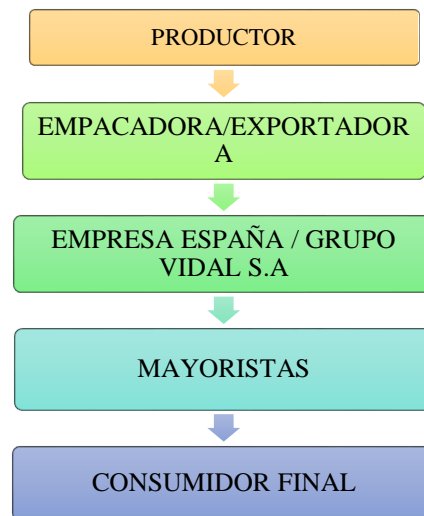 PRODUCTOR
EMPACADORA/EXPORTADOR
A
EMPRESA ESPAÑA / GRUPO
VIDAL S.A
MAYORISTAS
CONSUMIDOR FINAL